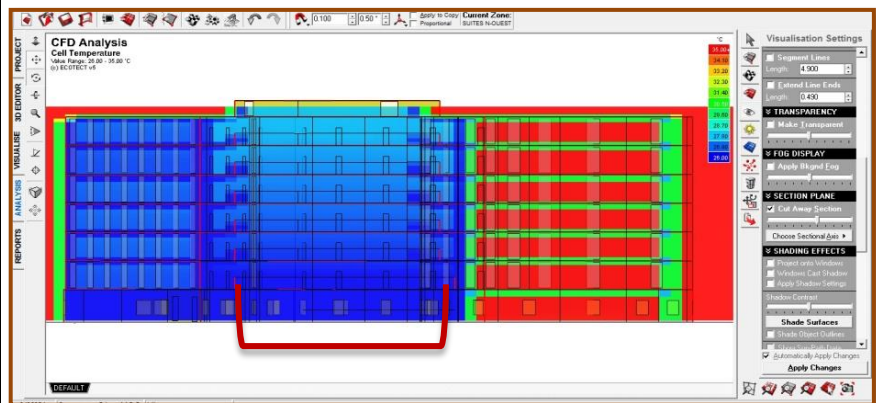 0.100
0.50 °
Apply to Copy
Proportional
Current Zone:
SUITES N-OUEST
PROJECT
3D EDITOR
VISUALISE
ANALYSIS
REPORTS
CFD Analysis
Cell Temperature
Value Range: 26.00 - 35.00 °C
(c) ECOTECT v5
°C
35.00+
34.10
33.20
32.30
31.40
29.60
28.70
27.80
26.00
DEFAULT
Visualisation Settings
Segment Lines
Length: 4.900
Extend Line Ends
Length: 0.490
TRANSPARENCY
Make Transparent
FOG DISPLAY
Apply Bkgnd Fog
SECTION PLANE
Cut Away Section
Choose Sectional Axis
SHADING EFFECTS
Project onto Windows
Windows Cast Shadow
Apply Shadow Settings
Shadow Contrast
Shade Surfaces
Shade Object Outlines
Automatically Apply Changes
Apply Changes